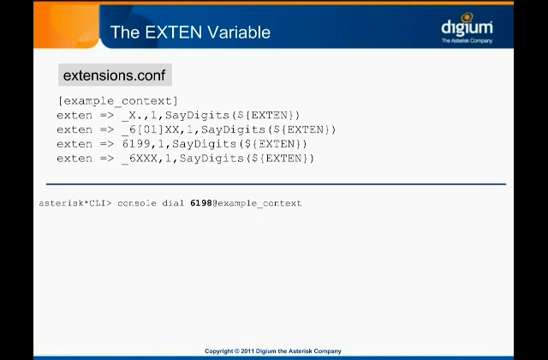 The EXTEN Variable
digium
The Asterisk Company
extensions.conf
[example_context]
exten => _X.,1,SayDigits(${EXTEN})
exten => _6[01]XX,1,SayDigits(${EXTEN})
exten => 6199,1,SayDigits(${EXTEN})
exten => _6XXX,1,SayDigits(${EXTEN})
asterisk*CLI> console dial 6198@example_context
Copyright © 2011 Digium the Asterisk Company